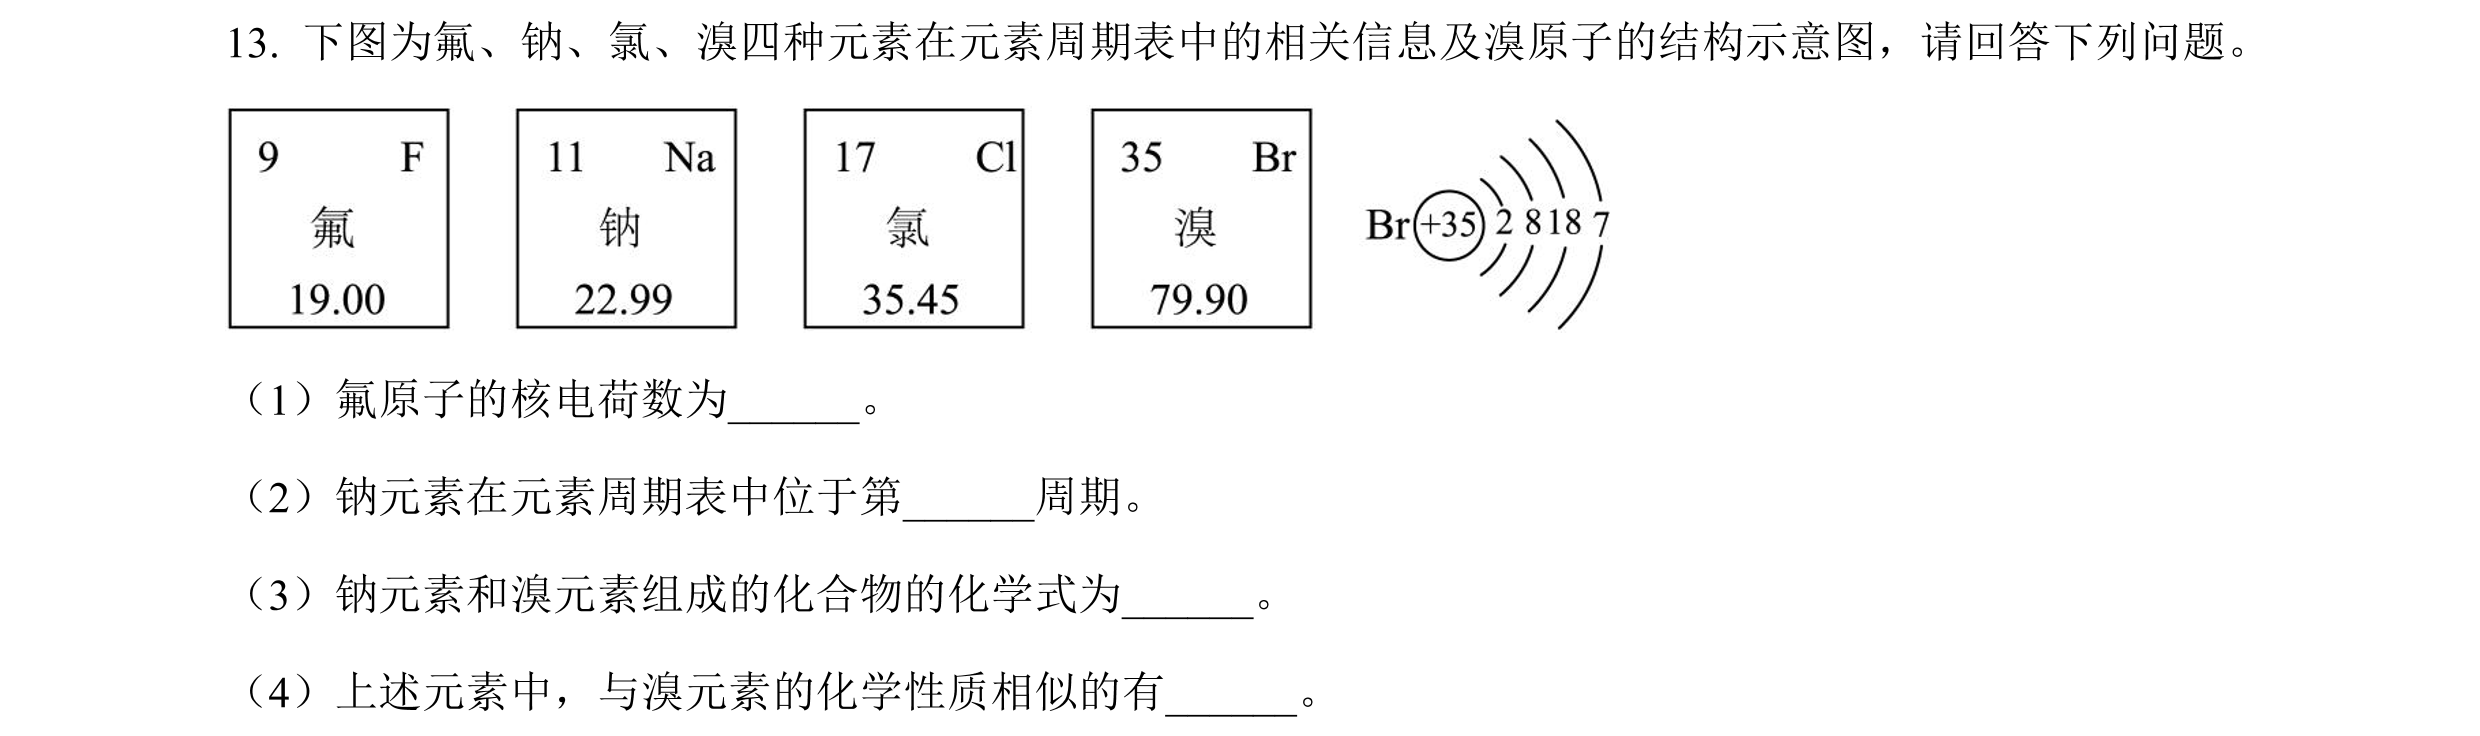 13. 下图为氟、钠、氯、溴四种元素在元素周期表中的相关信息及溴原子的结构示意图，请回答下列问题。
9 F
氟
19.00
11 Na
钠
22.99
17 Cl
氯
35.45
35 Br
溴
79.90
Br +35 2 8 18 7
（1）氟原子的核电荷数为______。
（2）钠元素在元素周期表中位于第______周期。
（3）钠元素和溴元素组成的化合物的化学式为______。
（4）上述元素中，与溴元素的化学性质相似的有______。